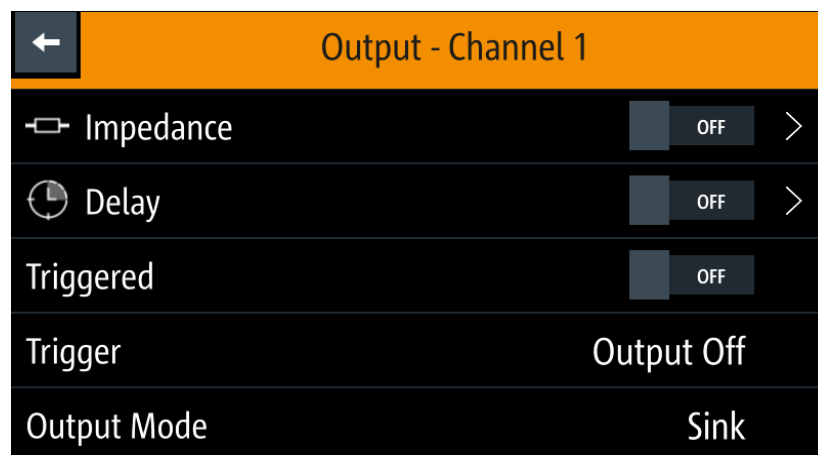 Output - Channel 1
Impedance OFF
Delay OFF
Triggered OFF
Trigger Output Off
Output Mode Sink